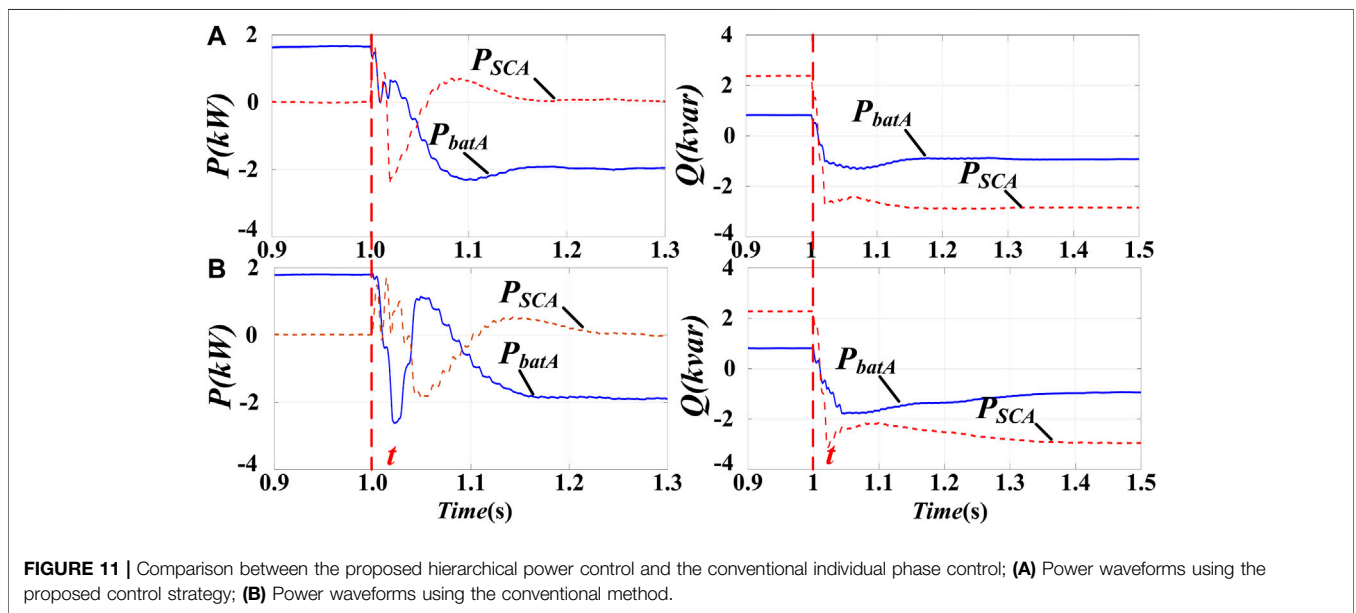 A
2
0
-2
-4
P(kW)
P_SCA
P_batA
0.9 1.0 1.1 1.2 1.3
4
2
0
-2
-4
Q(kvar)
P_batA
P_SCA
0.9 1 1.1 1.2 1.3 1.4 1.5
B
2
0
-2
-4
P(kW)
P_SCA
P_batA
t
0.9 1.0 1.1 1.2 1.3
Time(s)
4
2
0
-2
-4
Q(kvar)
P_batA
P_SCA
t
0.9 1 1.1 1.2 1.3 1.4 1.5
Time(s)
FIGURE 11 | Comparison between the proposed hierarchical power control and the conventional individual phase control; (A) Power waveforms using the
proposed control strategy; (B) Power waveforms using the conventional method.